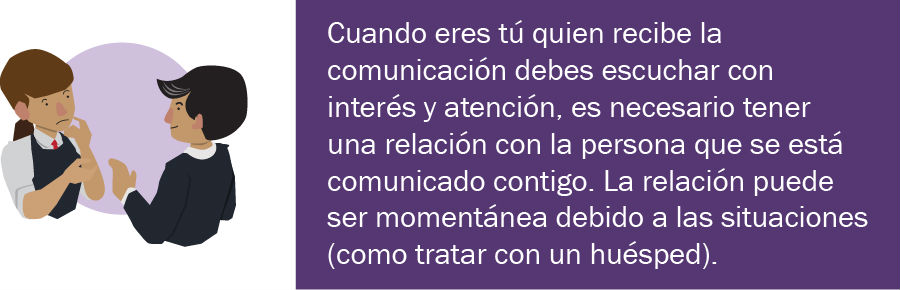 Cuando eres tú quien recibe la
comunicación debes escuchar con
interés y atención, es necesario tener
una relación con la persona que se está
comunicado contigo. La relación puede
ser momentánea debido a las situaciones
(como tratar con un huésped).